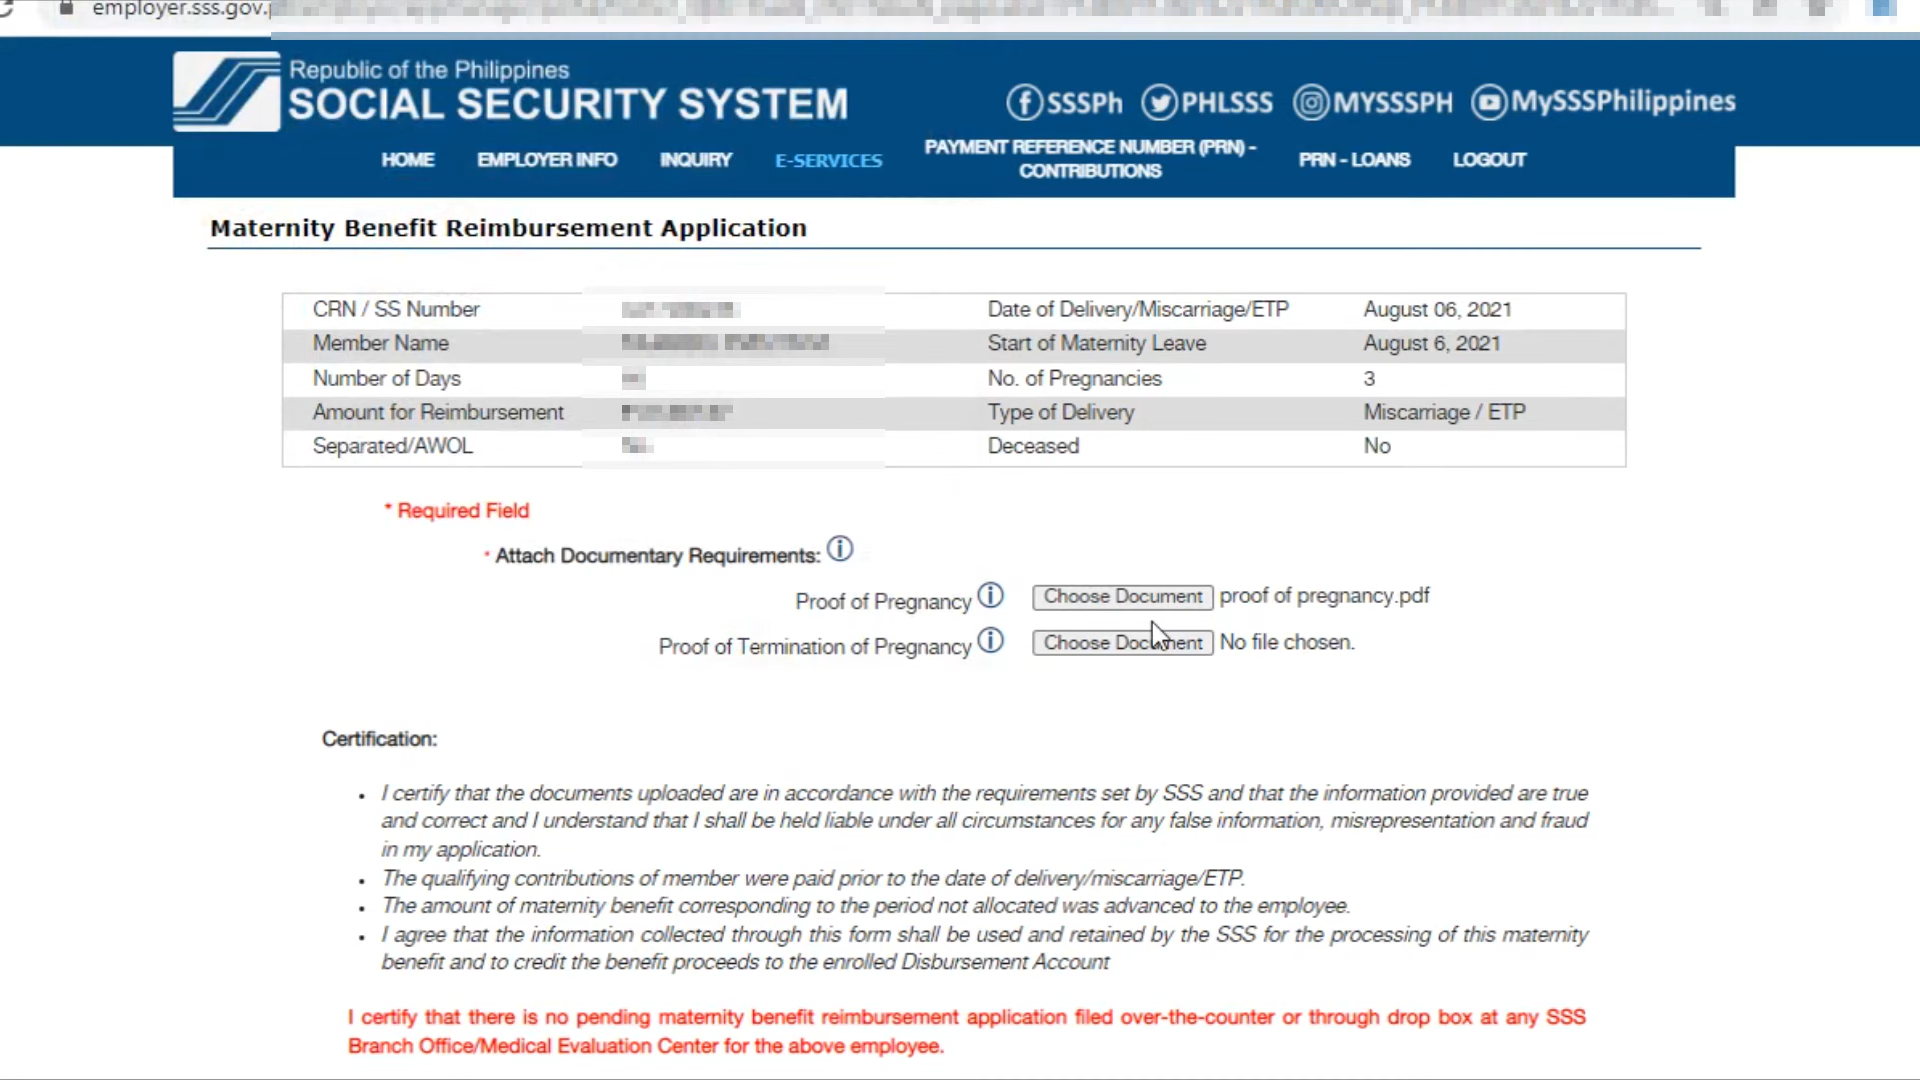 employer.sss.gov.
Republic of the Philippines
SOCIAL SECURITY SYSTEM
SSSPh PHLSSS MYSSSPH MySSSPhilippines
HOME EMPLOYER INFO INQUIRY E-SERVICES PAYMENT REFERENCE NUMBER (PRN) - CONTRIBUTIONS PRN - LOANS LOGOUT
Maternity Benefit Reimbursement Application
CRN / SS Number Date of Delivery/Miscarriage/ETP August 06, 2021
Member Name Start of Maternity Leave August 6, 2021
Number of Days No. of Pregnancies 3
Amount for Reimbursement Type of Delivery Miscarriage / ETP
Separated/AWOL Deceased No
* Required Field
* Attach Documentary Requirements:
Proof of Pregnancy Choose Document proof of pregnancy.pdf
Proof of Termination of Pregnancy Choose Document No file chosen.
Certification:
• I certify that the documents uploaded are in accordance with the requirements set by SSS and that the information provided are true
and correct and I understand that I shall be held liable under all circumstances for any false information, misrepresentation and fraud
in my application.
• The qualifying contributions of member were paid prior to the date of delivery/miscarriage/ETP.
• The amount of maternity benefit corresponding to the period not allocated was advanced to the employee.
• I agree that the information collected through this form shall be used and retained by the SSS for the processing of this maternity
benefit and to credit the benefit proceeds to the enrolled Disbursement Account
I certify that there is no pending maternity benefit reimbursement application filed over-the-counter or through drop box at any SSS
Branch Office/Medical Evaluation Center for the above employee.